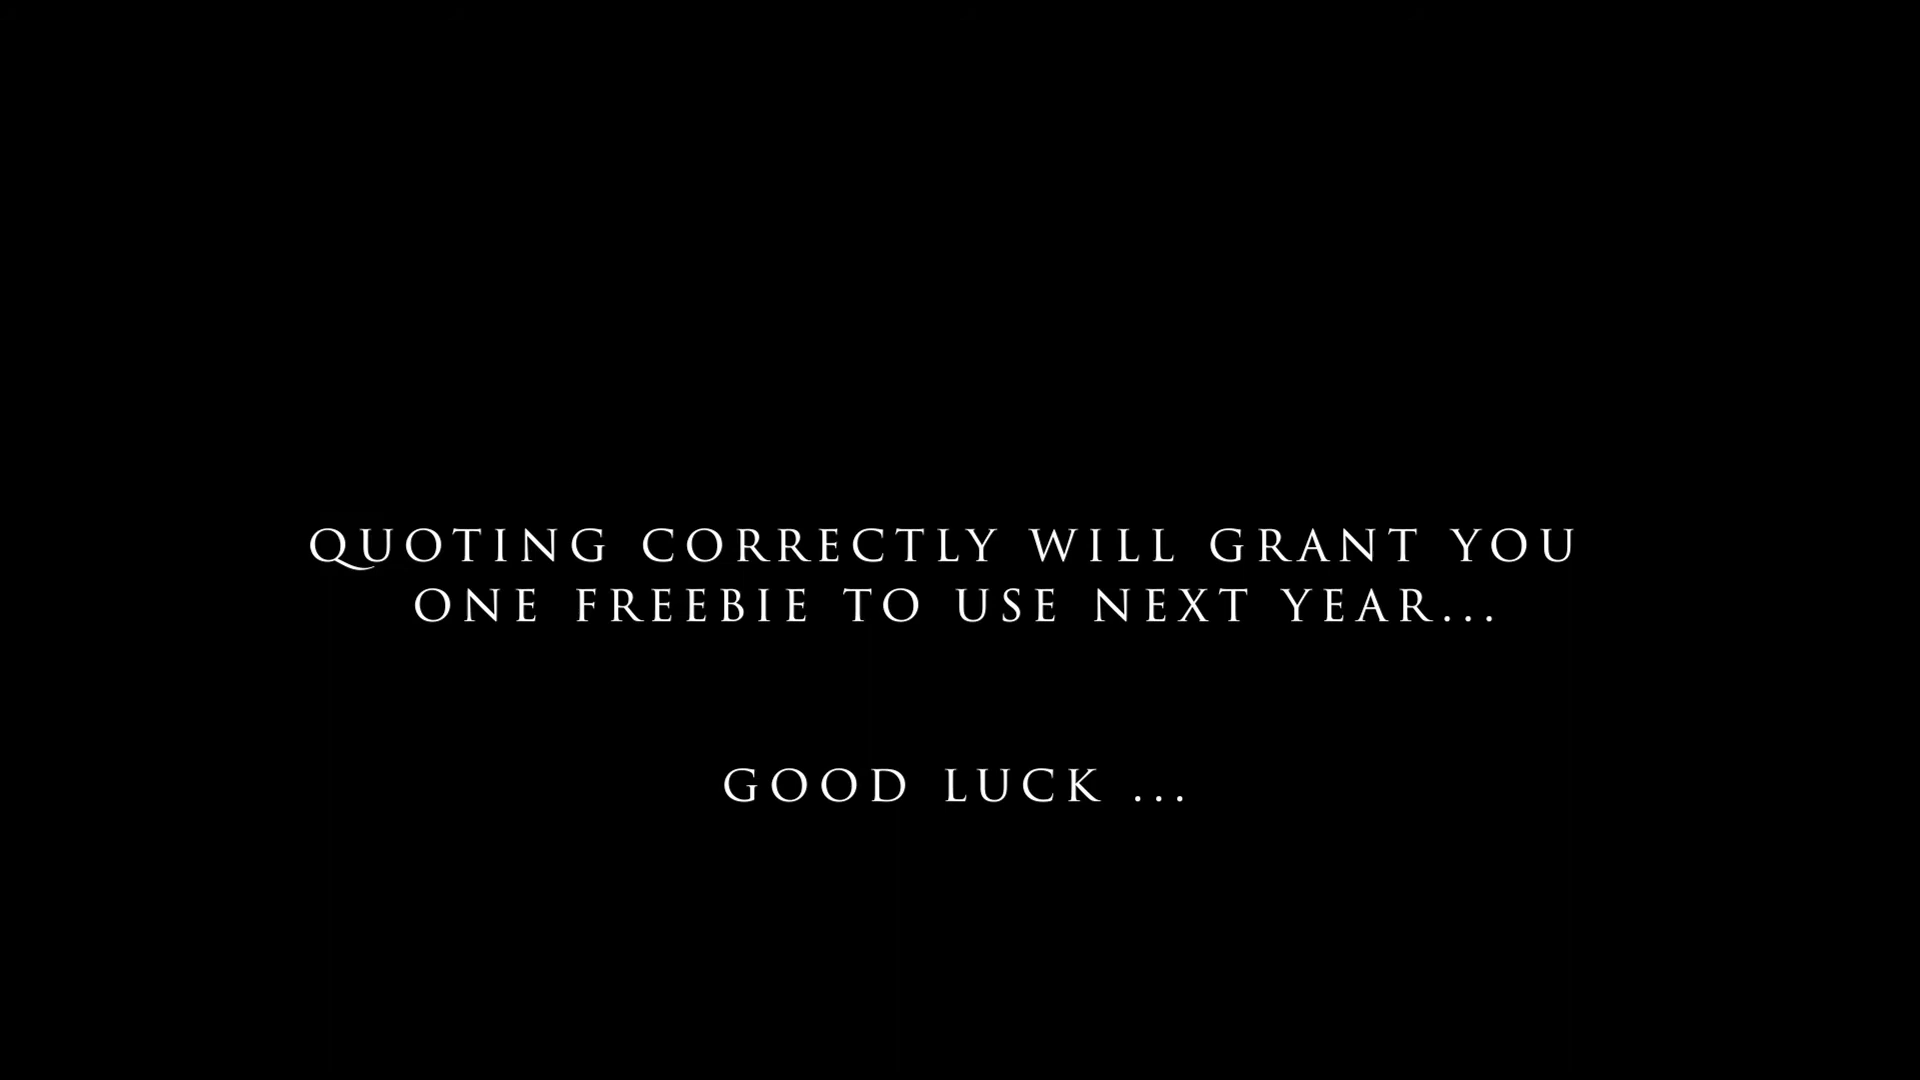 QUOTING CORRECTLY WILL GRANT YOU
ONE FREEBIE TO USE NEXT YEAR...
GOOD LUCK ...